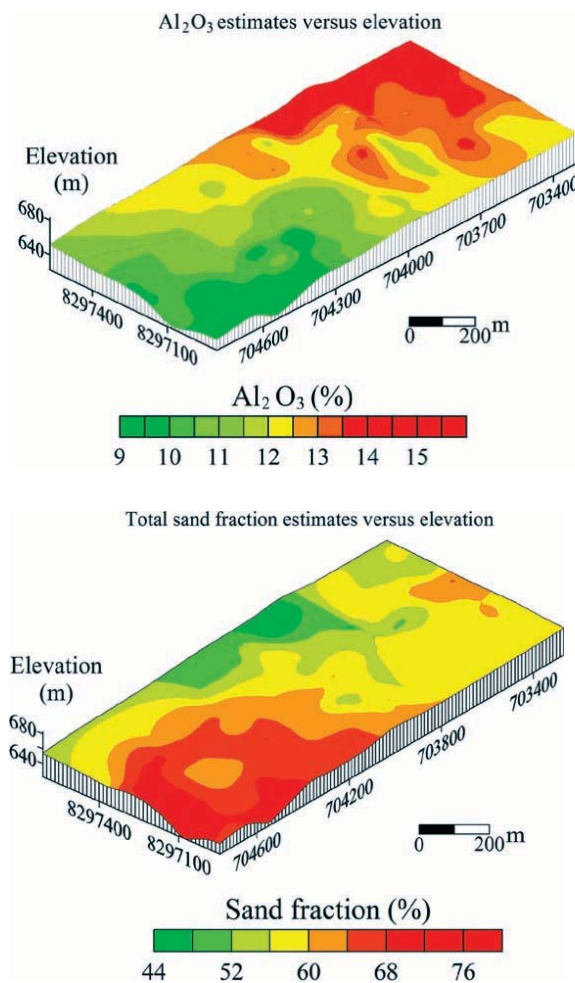 Al₂O₃ estimates versus elevation
Elevation
(m)
680
640
8297400
8297100
704600
704300
704000
703700
703400
0 200 m
Al₂ O₃ (%)
9 10 11 12 13 14 15
Total sand fraction estimates versus elevation
Elevation
(m)
680
640
8297400
8297100
704600
704200
703800
703400
0 200 m
Sand fraction (%)
44 52 60 68 76